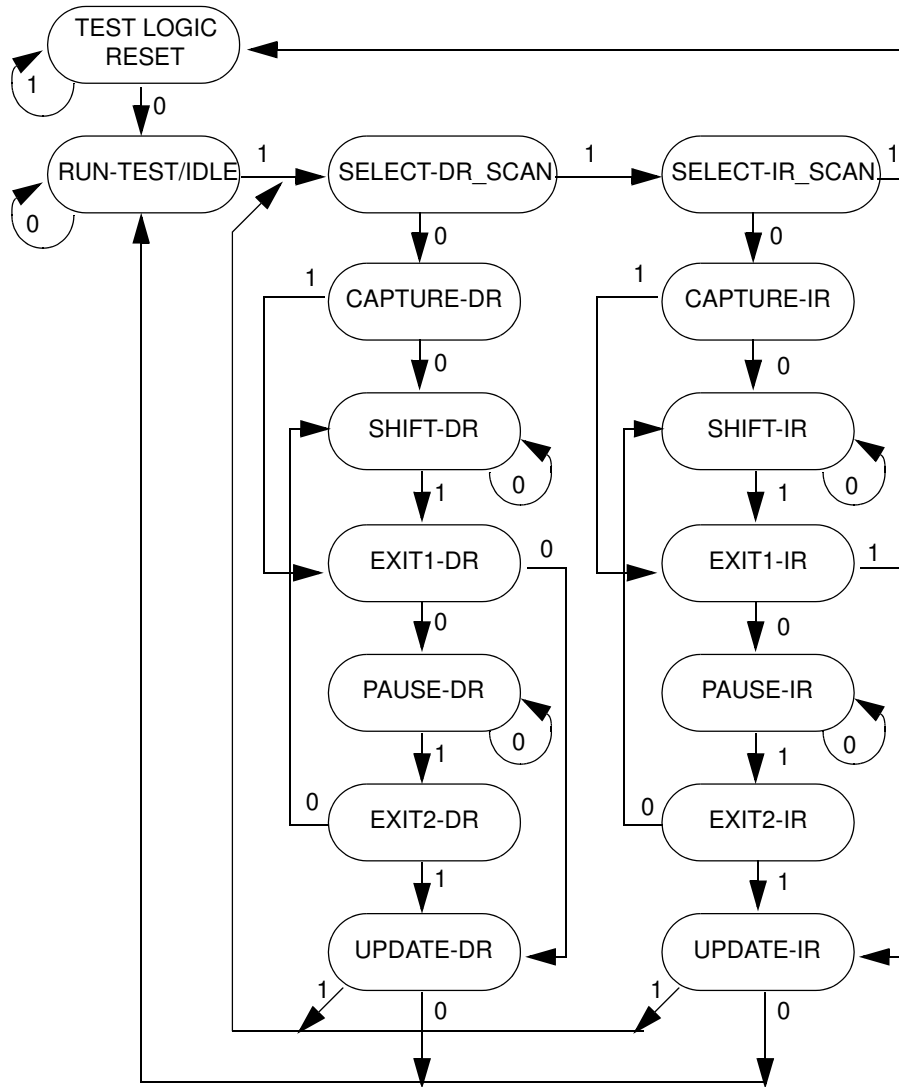 TEST LOGIC
RESET
1
0
RUN-TEST/IDLE
1
SELECT-DR_SCAN
1
SELECT-IR_SCAN
1
0
0
0
1
CAPTURE-DR
1
CAPTURE-IR
0
0
SHIFT-DR
SHIFT-IR
0
0
1
1
EXIT1-DR
0
EXIT1-IR
1
0
0
PAUSE-DR
PAUSE-IR
0
0
1
1
0
EXIT2-DR
0
EXIT2-IR
1
1
UPDATE-DR
UPDATE-IR
1
0
1
0